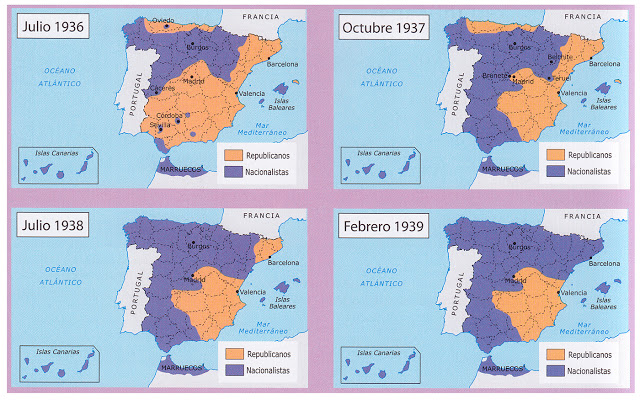 Julio 1936
FRANCIA
Oviedo
Burgos
Barcelona
OCÉANO
ATLÁNTICO
PORTUGAL
Madrid
Cáceres
Valencia
Islas
Baleares
Córdoba
Sevilla
Mar
Mediterráneo
Islas Canarias
MARRUECOS
Republicanos
Nacionalistas
Octubre 1937
FRANCIA
Burgos
Belchite
Barcelona
OCÉANO
ATLÁNTICO
PORTUGAL
Brunete
Madrid
Teruel
Valencia
Islas
Baleares
Mar
Mediterráneo
Islas Canarias
MARRUECOS
Republicanos
Nacionalistas
Julio 1938
FRANCIA
Burgos
Barcelona
OCÉANO
ATLÁNTICO
PORTUGAL
Madrid
Valencia
Islas
Baleares
Mar
Mediterráneo
Islas Canarias
MARRUECOS
Republicanos
Nacionalistas
Febrero 1939
FRANCIA
Burgos
Barcelona
OCÉANO
ATLÁNTICO
PORTUGAL
Madrid
Valencia
Islas
Baleares
Mar
Mediterráneo
Islas Canarias
MARRUECOS
Republicanos
Nacionalistas